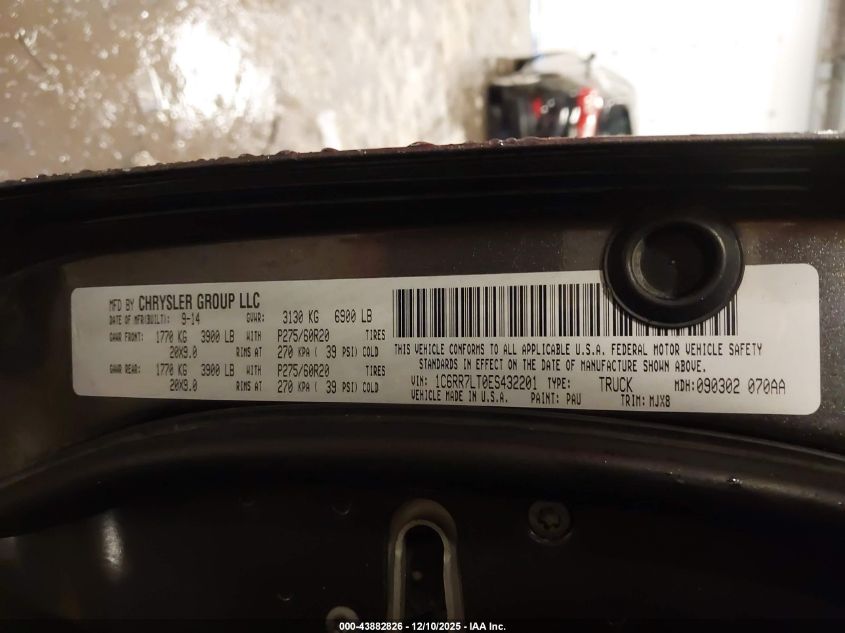 MFD BY CHRYSLER GROUP LLC
DATE OF MFR(BUILT): 9-14 GVWR: 3130 KG 6900 LB
GAWR FRONT: 1770 KG 3900 LB WITH P275/60R20 TIRES
20X9.0 RIMS AT 270 KPA ( 39 PSI) COLD
GAWR REAR: 1770 KG 3900 LB WITH P275/60R20 TIRES
20X9.0 RIMS AT 270 KPA ( 39 PSI) COLD
THIS VEHICLE CONFORMS TO ALL APPLICABLE U.S.A. FEDERAL MOTOR VEHICLE SAFETY
STANDARDS IN EFFECT ON THE DATE OF MANUFACTURE SHOWN ABOVE.
VIN: 1C6RR7LT0ES432201 TYPE: TRUCK MDH:090302 070AA
VEHICLE MADE IN U.S.A. PAINT: PAU TRIM: MJX8
000-43882826 - 12/10/2025 - IAA Inc.